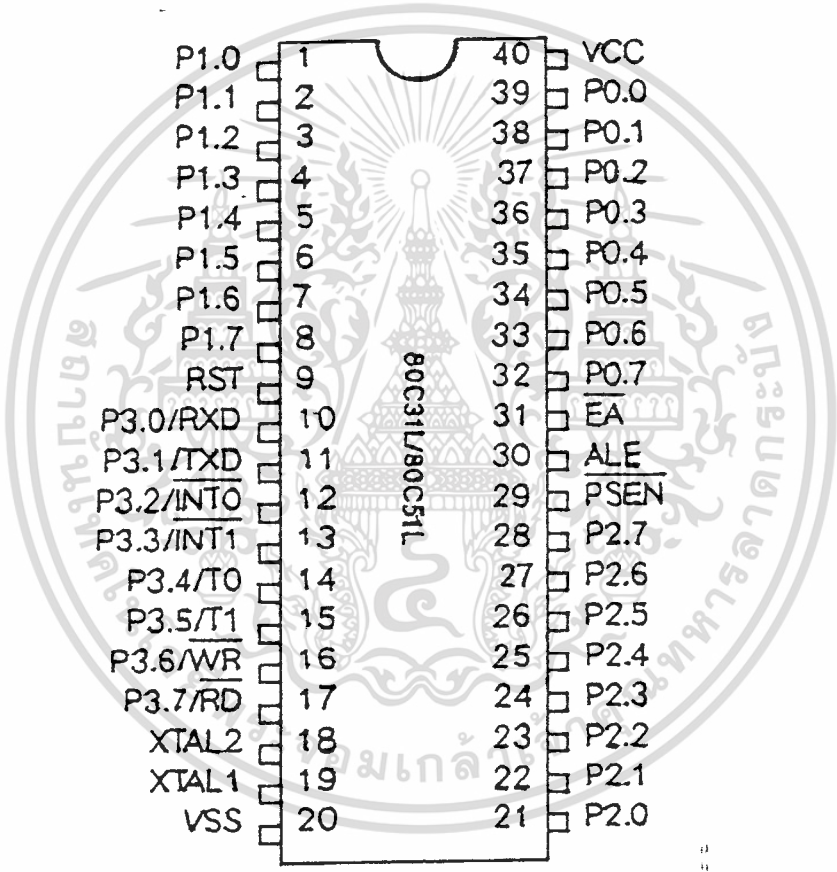 P1.0 1 40 VCC
P1.1 2 39 P0.0
P1.2 3 38 P0.1
P1.3 4 37 P0.2
P1.4 5 36 P0.3
P1.5 6 35 P0.4
P1.6 7 34 P0.5
P1.7 8 33 P0.6
RST 9 32 P0.7
P3.0/RXD 10 31 E̅A̅
P3.1/TXD 11 30 ALE
P3.2/I̅N̅T̅0̅ 12 29 P̅S̅E̅N̅
P3.3/I̅N̅T̅1̅ 13 28 P2.7
P3.4/T0 14 27 P2.6
P3.5/T1 15 26 P2.5
P3.6/W̅R̅ 16 25 P2.4
P3.7/R̅D̅ 17 24 P2.3
XTAL2 18 23 P2.2
XTAL1 19 22 P2.1
VSS 20 21 P2.0
80C31L/80C51L